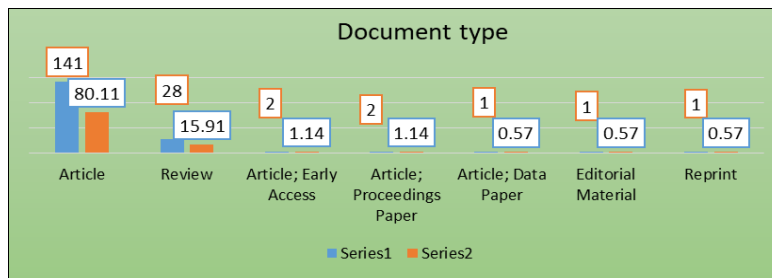 Document type
141
80.11
28
15.91
2
1.14
2
1.14
1
0.57
1
0.57
1
0.57
Article
Review
Article; Early
Access
Article;
Proceedings
Paper
Article; Data
Paper
Editorial
Material
Reprint
Series1 Series2